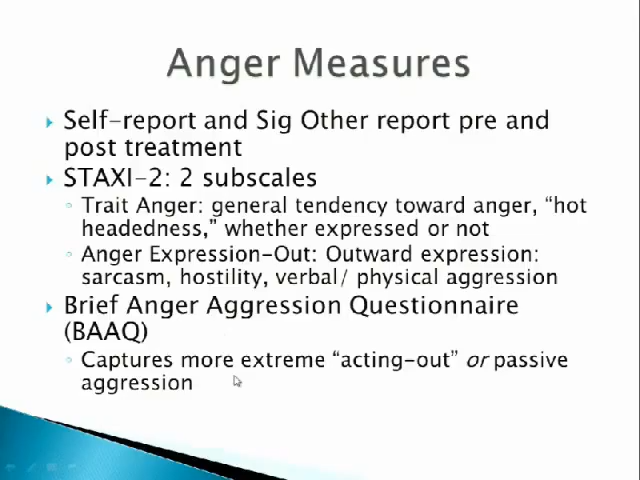 Anger Measures
Self-report and Sig Other report pre and
post treatment
STAXI-2: 2 subscales
Trait Anger: general tendency toward anger, “hot
headedness,” whether expressed or not
Anger Expression-Out: Outward expression:
sarcasm, hostility, verbal/ physical aggression
Brief Anger Aggression Questionnaire
(BAAQ)
Captures more extreme “acting-out” or passive
aggression